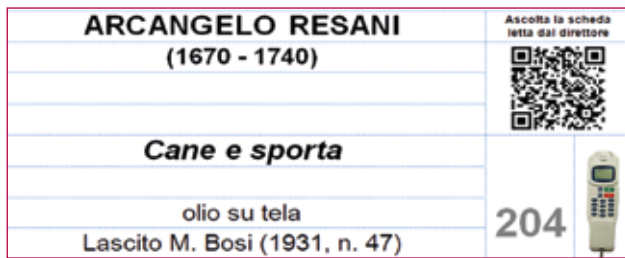 ARCANGELO RESANI
(1670 - 1740)
Cane e sporta
olio su tela
Lascito M. Bosi (1931, n. 47)
Ascolta la scheda
letta dal direttore
204